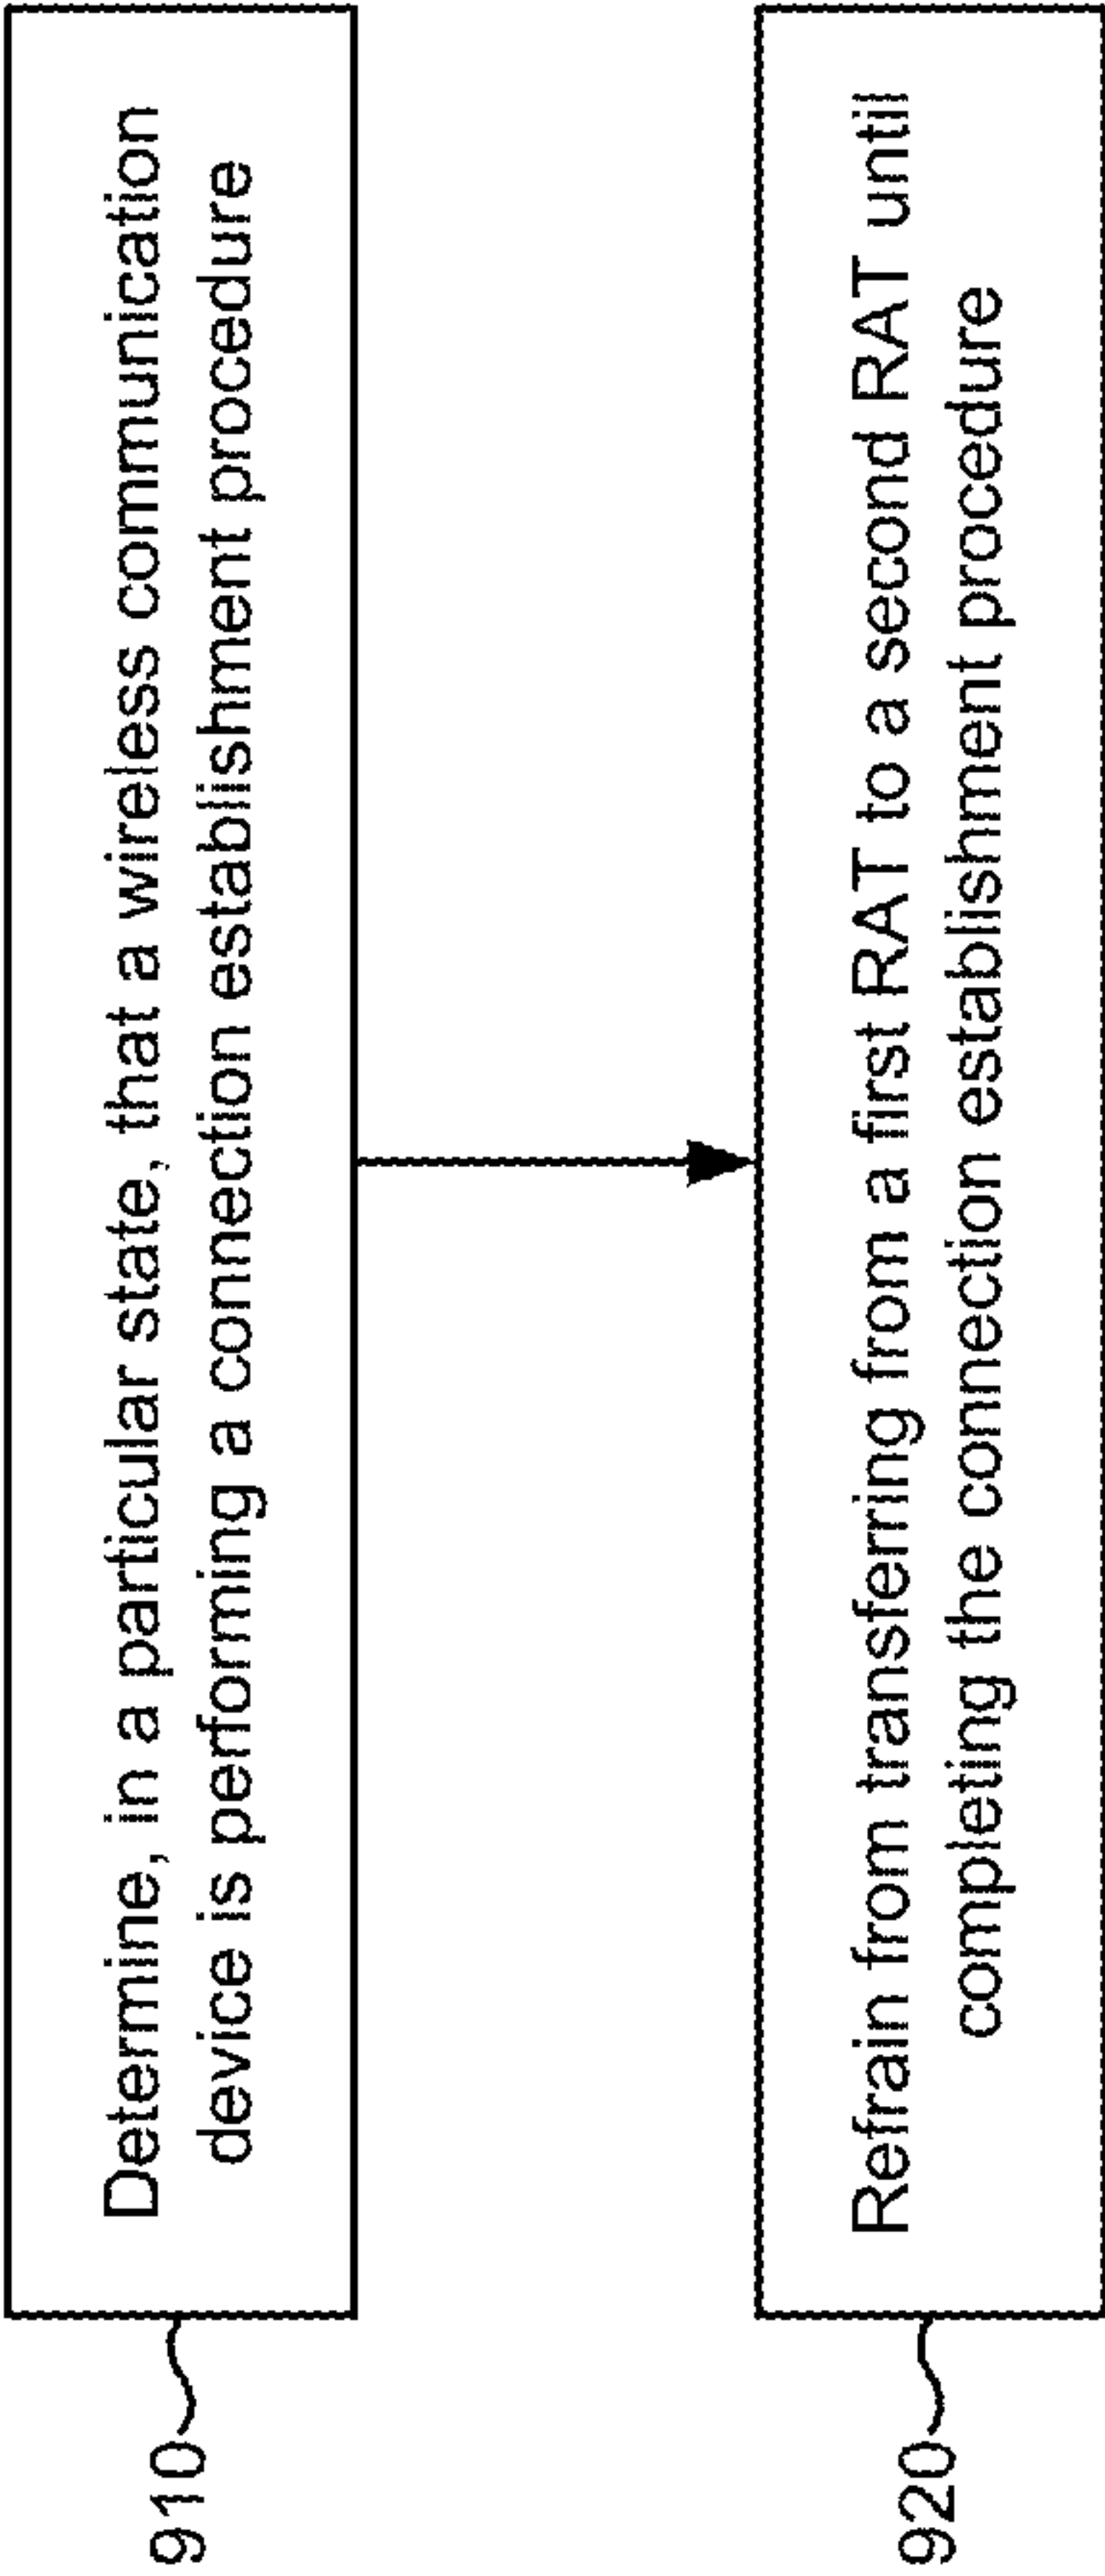 910
Determine, in a particular state, that a wireless communication
device is performing a connection establishment procedure
920
Refrain from transferring from a first RAT to a second RAT until
completing the connection establishment procedure